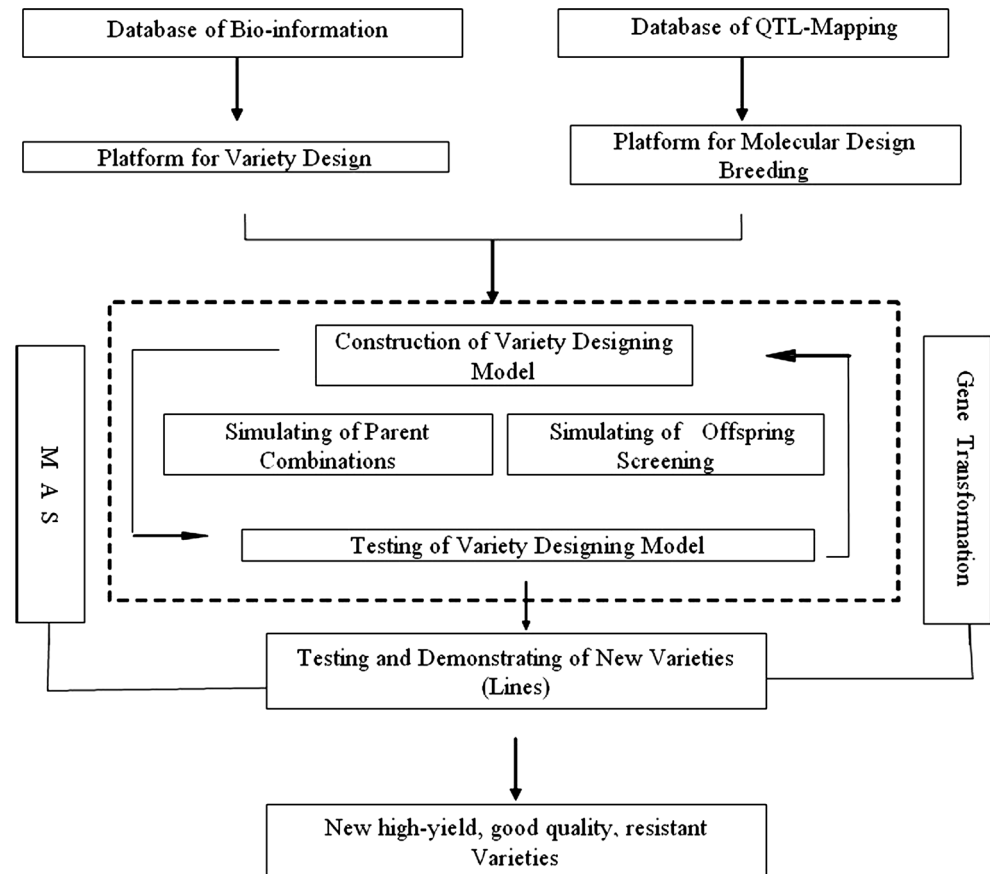 Database of Bio-information
Database of QTL-Mapping
Platform for Variety Design
Platform for Molecular Design
Breeding
Construction of Variety Designing
Model
Simulating of Parent
Combinations
Simulating of Offspring
Screening
Testing of Variety Designing Model
M A S
Gene Transformation
Testing and Demonstrating of New Varieties
(Lines)
New high-yield, good quality, resistant
Varieties